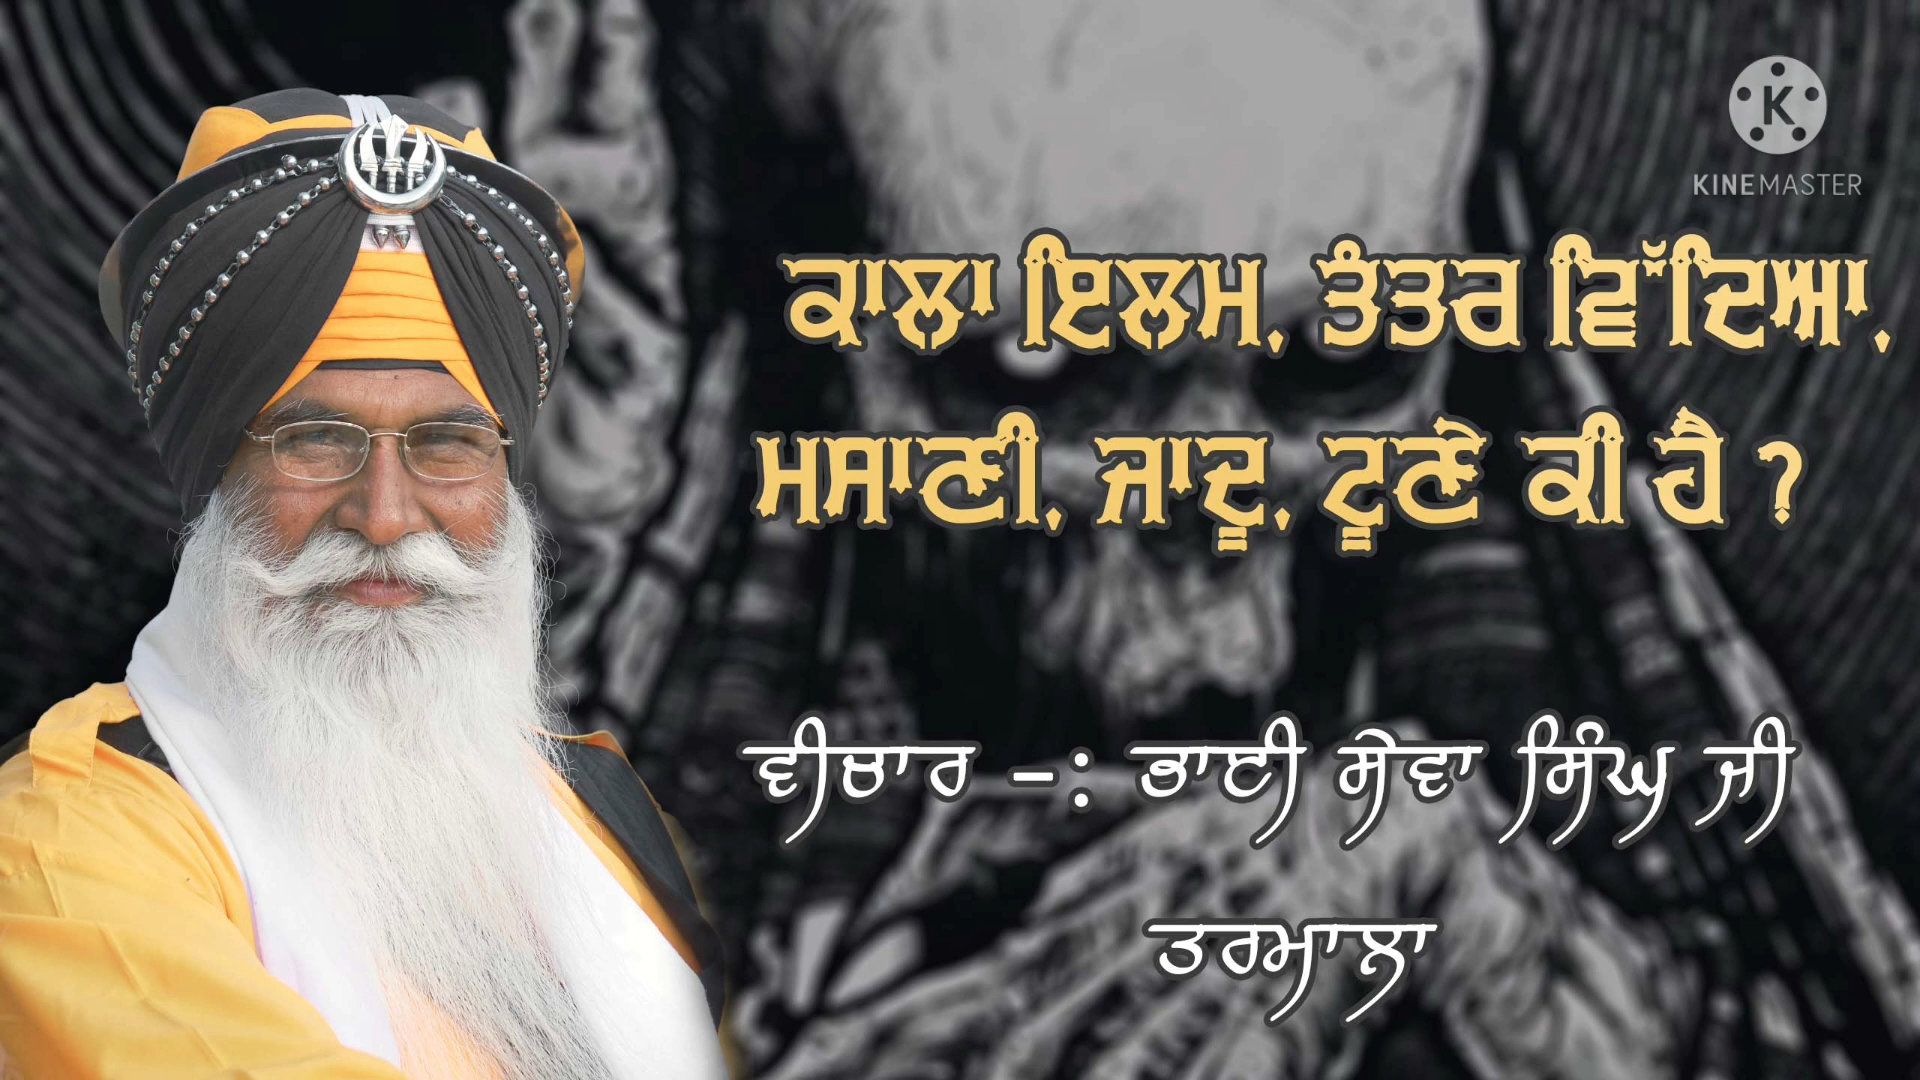 KINEMASTER
ਕਾਲਾ ਇਲਮ, ਤੰਤਰ ਵਿੱਦਿਆ,
ਮਸਾਣੀ, ਜਾਦੂ, ਟੂਣੇ ਕੀ ਹੈ ?
ਵੀਚਾਰ -: ਭਾਈ ਸੇਵਾ ਸਿੰਘ ਜੀ
ਤਰਮਾਲਾ